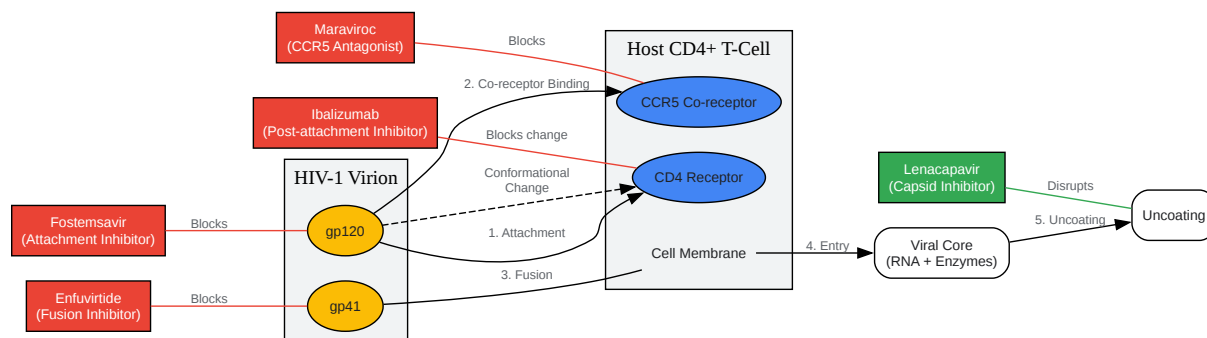 Maraviroc
(CCR5 Antagonist)
Blocks
Host CD4+ T-Cell
2. Co-receptor Binding
CCR5 Co-receptor
Ibalizumab
(Post-attachment Inhibitor)
Blocks change
HIV-1 Virion
Conformational
Change
CD4 Receptor
Lenacapavir
(Capsid Inhibitor)
Disrupts
Uncoating
Fostemsavir
(Attachment Inhibitor)
Blocks
gp120
1. Attachment
Cell Membrane
4. Entry
Viral Core
(RNA + Enzymes)
5. Uncoating
3. Fusion
Enfuvirtide
(Fusion Inhibitor)
Blocks
gp41